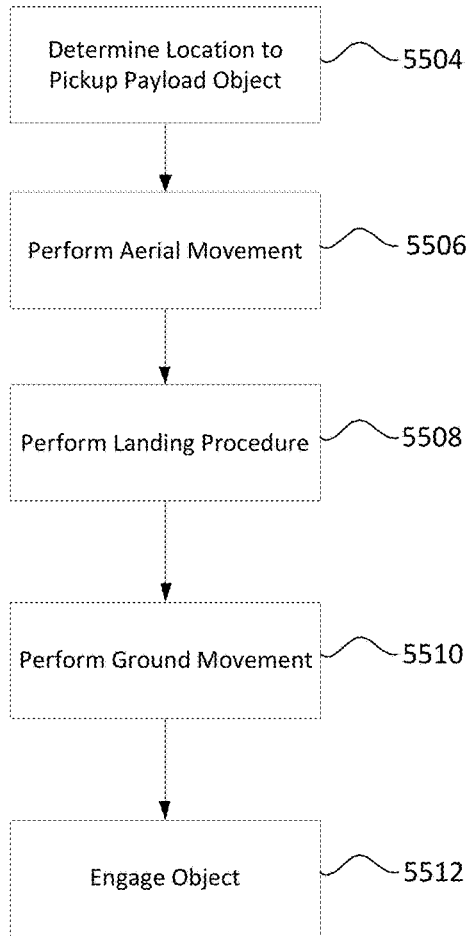 Determine Location to
Pickup Payload Object
5504
Perform Aerial Movement
5506
Perform Landing Procedure
5508
Perform Ground Movement
5510
Engage Object
5512